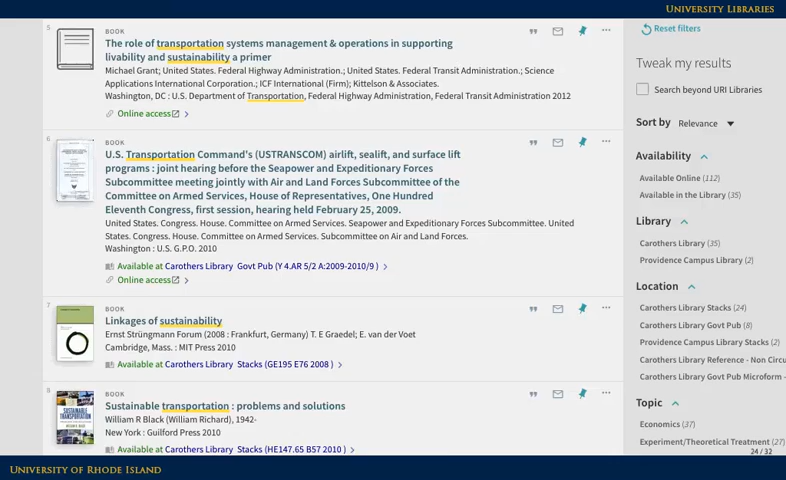 UNIVERSITY LIBRARIES
5
BOOK
The role of transportation systems management & operations in supporting
livability and sustainability a primer
Michael Grant; United States. Federal Highway Administration.; United States. Federal Transit Administration.; Science
Applications International Corporation.; ICF International (Firm); Kittelson & Associates.
Washington, DC : U.S. Department of Transportation, Federal Highway Administration, Federal Transit Administration 2012
Online access
6
BOOK
U.S. Transportation Command's (USTRANSCOM) airlift, sealift, and surface lift
programs : joint hearing before the Seapower and Expeditionary Forces
Subcommittee meeting jointly with Air and Land Forces Subcommittee of the
Committee on Armed Services, House of Representatives, One Hundred
Eleventh Congress, first session, hearing held February 25, 2009.
United States. Congress. House. Committee on Armed Services. Seapower and Expeditionary Forces Subcommittee. United
States. Congress. House. Committee on Armed Services. Subcommittee on Air and Land Forces.
Washington : U.S. G.P.O. 2010
Available at Carothers Library Govt Pub (Y 4.AR 5/2 A:2009-2010/9 )
Online access
7
BOOK
Linkages of sustainability
Ernst Strüngmann Forum (2008 : Frankfurt, Germany) T. E Graedel; E. van der Voet
Cambridge, Mass. : MIT Press 2010
Available at Carothers Library Stacks (GE195 E76 2008 )
8
BOOK
Sustainable transportation : problems and solutions
William R Black (William Richard), 1942-
New York : Guilford Press 2010
Available at Carothers Library Stacks (HE147.65 B57 2010 )
SUSTAINABLE
TRANSPORTATION
Reset filters
Tweak my results
Search beyond URI Libraries
Sort by Relevance
Availability
Available Online (112)
Available in the Library (35)
Library
Carothers Library (35)
Providence Campus Library (2)
Location
Carothers Library Stacks (24)
Carothers Library Govt Pub (8)
Providence Campus Library Stacks (2)
Carothers Library Reference - Non Circu
Carothers Library Govt Pub Microform -
Topic
Economics (37)
Experiment/Theoretical Treatment (27)
24 / 32
UNIVERSITY OF RHODE ISLAND